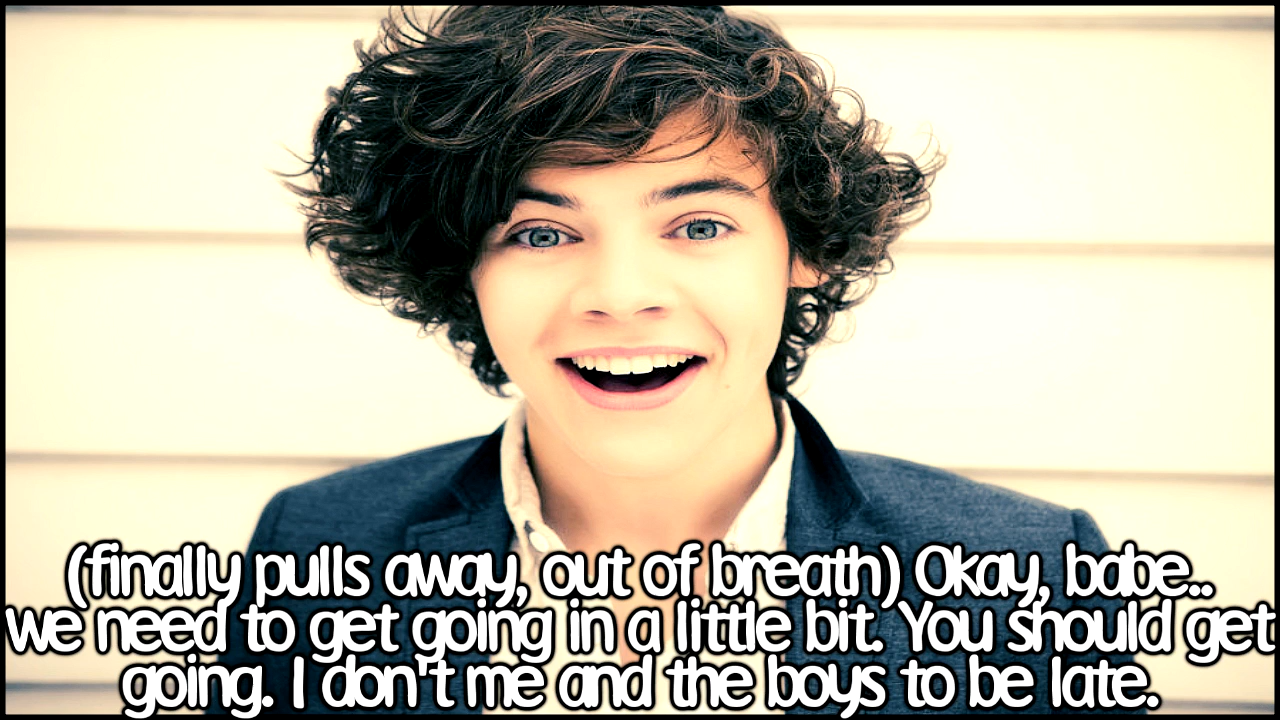 (finally pulls away, out of breath) Okay, babe..
we need to get going in a little bit. You should get
going. I don't me and the boys to be late.